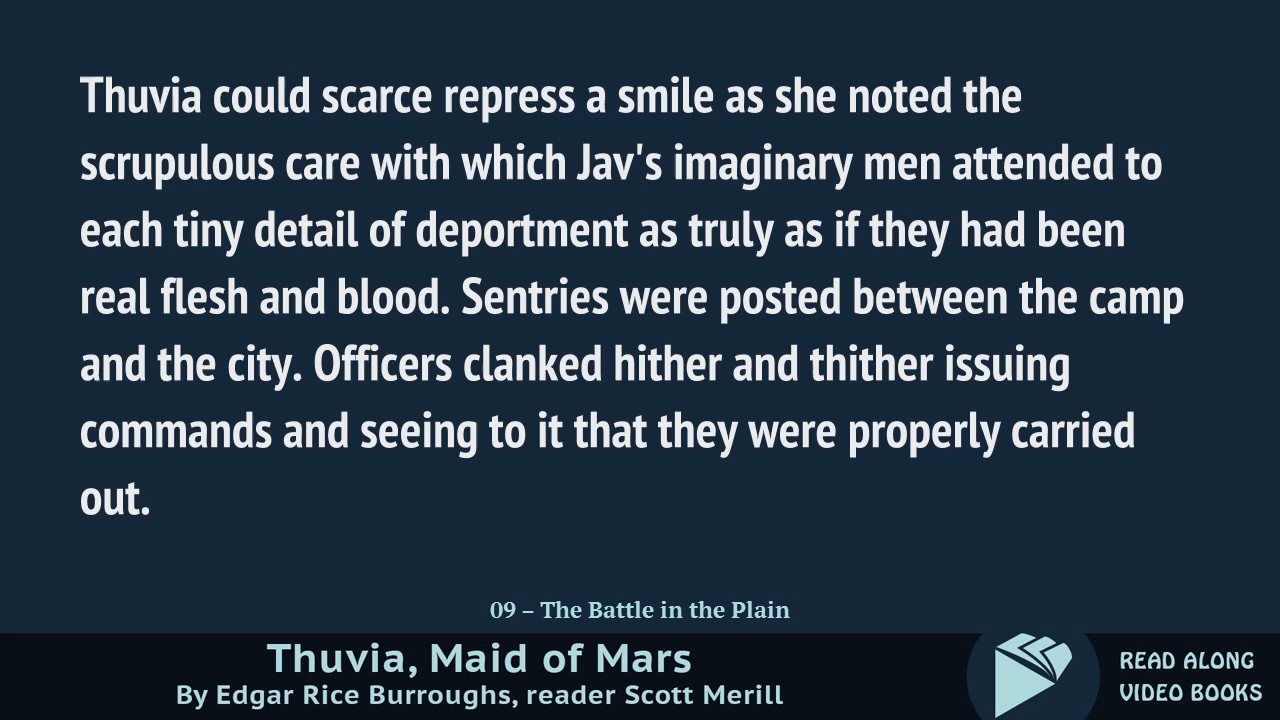 Thuvia could scarce repress a smile as she noted the
scrupulous care with which Jav's imaginary men attended to
each tiny detail of deportment as truly as if they had been
real flesh and blood. Sentries were posted between the camp
and the city. Officers clanked hither and thither issuing
commands and seeing to it that they were properly carried
out.
09 – The Battle in the Plain
Thuvia, Maid of Mars
By Edgar Rice Burroughs, reader Scott Merill
READ ALONG
VIDEO BOOKS